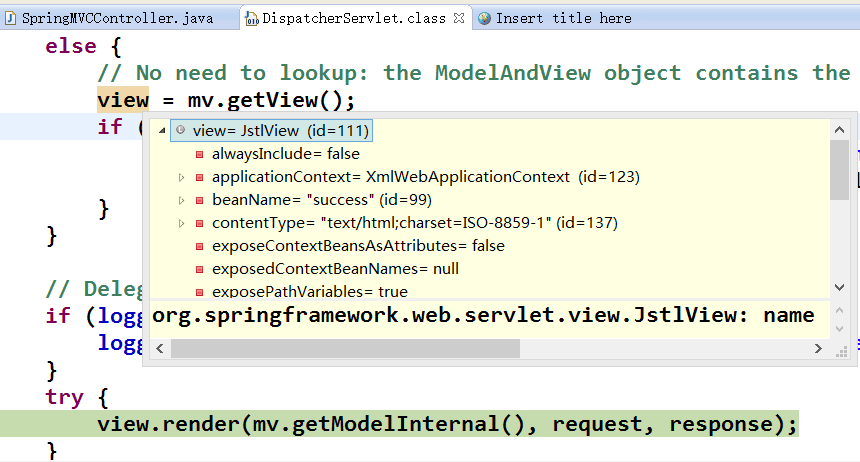 SpringMVCController.java DispatcherServlet.class Insert title here
else {
// No need to lookup: the ModelAndView object contains the
view = mv.getView();
if (
view= JstlView (id=111)
alwaysInclude= false
applicationContext= XmlWebApplicationContext (id=123)
beanName= "success" (id=99)
contentType= "text/html;charset=ISO-8859-1" (id=137)
}
exposeContextBeansAsAttributes= false
}
exposedContextBeanNames= null
exposePathVariables= true
// Deleg
if (logg
org.springframework.web.servlet.view.JstlView: name
logg
}
try {
view.render(mv.getModelInternal(), request, response);
}